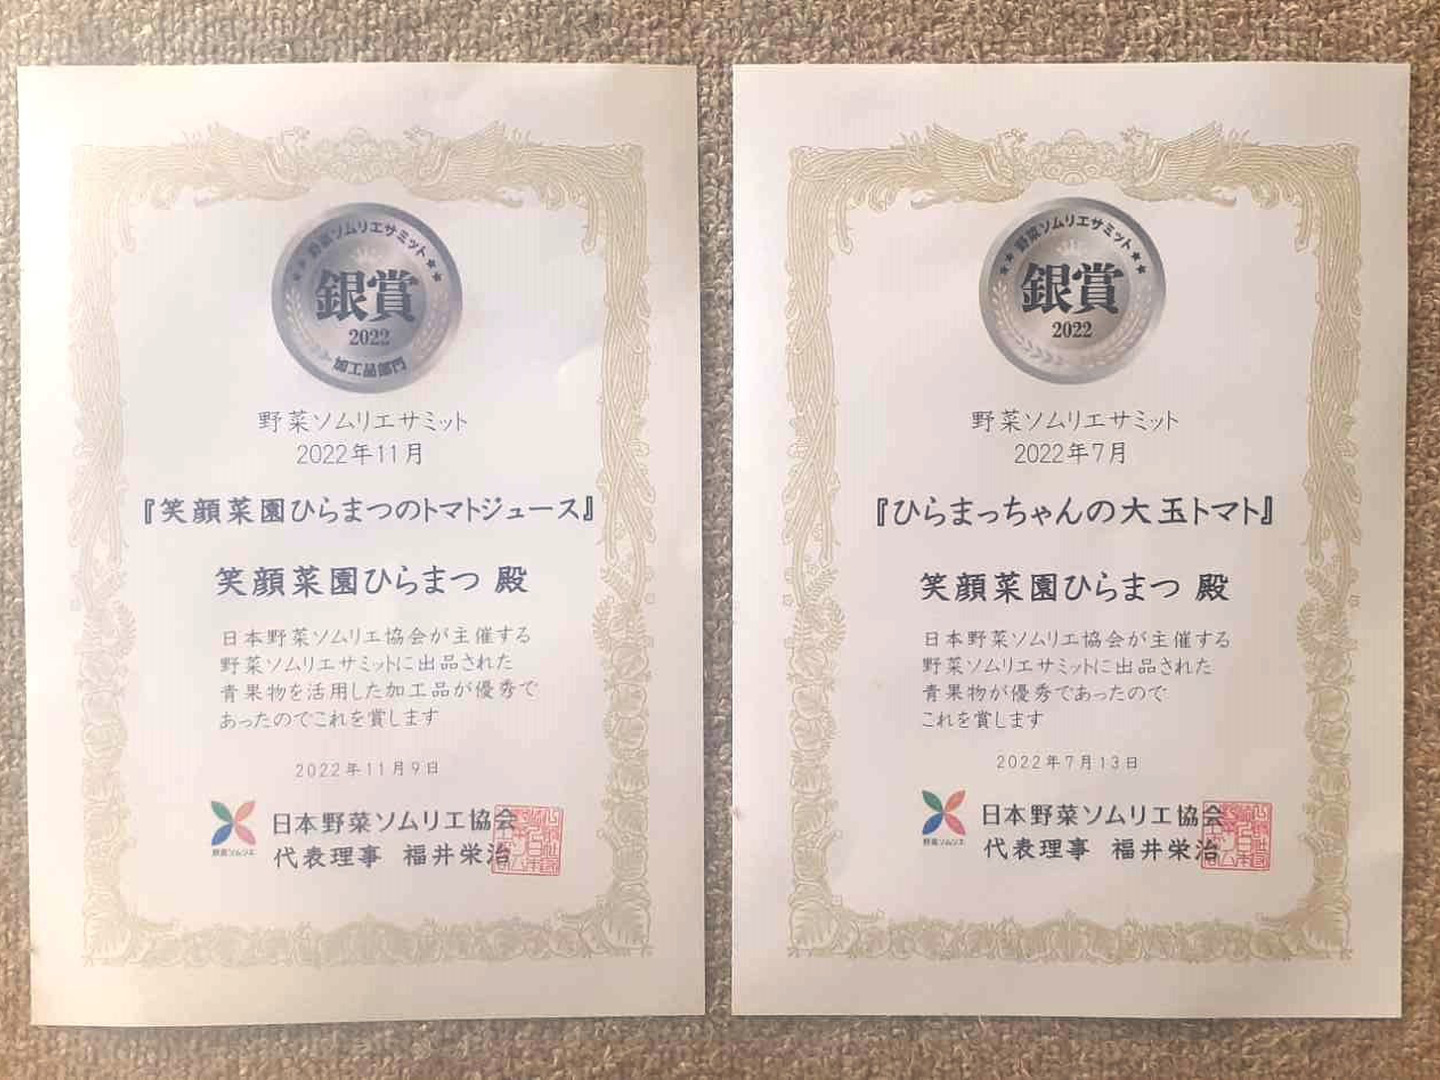 ★★野菜ソムリエサミット★★
銀賞
2022
加工品部門
野菜ソムリエサミット
2022年11月
『笑顔菜園ひらまつのトマトジュース』
笑顔菜園ひらまつ 殿
日本野菜ソムリエ協会が主催する
野菜ソムリエサミットに出品された
青果物を活用した加工品が優秀で
あったのでこれを賞します
2022年11月9日
野菜ソムリエ
日本野菜ソムリエ協会
代表理事 福井栄治
★★野菜ソムリエサミット★★
銀賞
2022
野菜ソムリエサミット
2022年7月
『ひらまっちゃんの大玉トマト』
笑顔菜園ひらまつ 殿
日本野菜ソムリエ協会が主催する
野菜ソムリエサミットに出品された
青果物が優秀であったので
これを賞します
2022年7月13日
野菜ソムリエ
日本野菜ソムリエ協会
代表理事 福井栄治